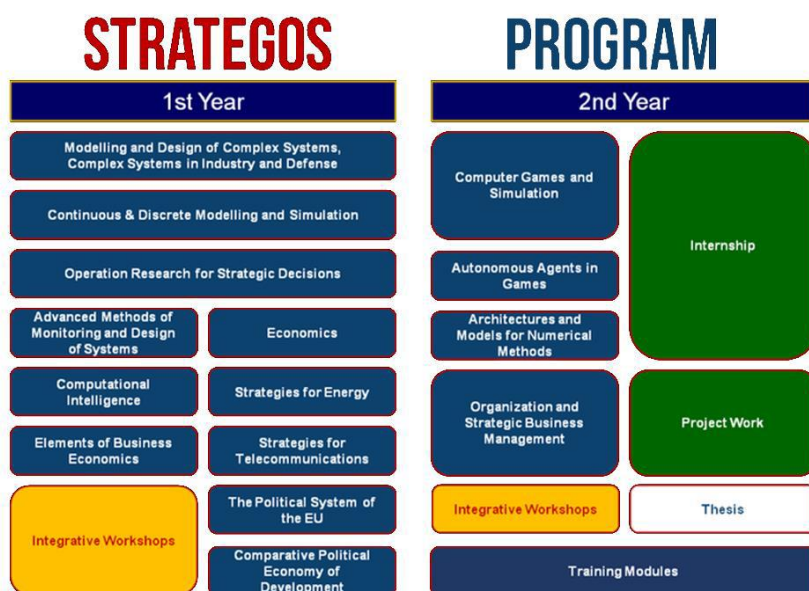 STRATEGOS PROGRAM
1st Year
Modelling and Design of Complex Systems,
Complex Systems in Industry and Defense
Continuous & Discrete Modelling and Simulation
Operation Research for Strategic Decisions
Advanced Methods of
Monitoring and Design
of Systems
Economics
Computational
Intelligence
Strategies for Energy
Elements of Business
Economics
Strategies for
Telecommunications
Integrative Workshops
The Political System of
the EU
Comparative Political
Economy of
Development
2nd Year
Computer Games and
Simulation
Internship
Autonomous Agents in
Games
Architectures and
Models for Numerical
Methods
Organization and
Strategic Business
Management
Project Work
Integrative Workshops
Thesis
Training Modules